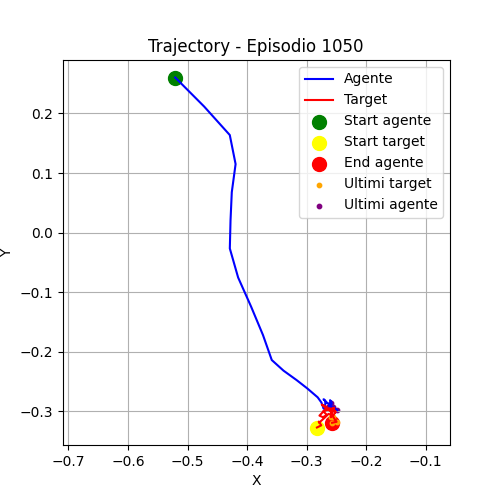 Trajectory - Episodio 1050
Agente
Target
Start agente
Start target
End agente
Ultimi target
Ultimi agente
0.2
0.1
0.0
−0.1
−0.2
−0.3
Y
−0.7 −0.6 −0.5 −0.4 −0.3 −0.2 −0.1
X